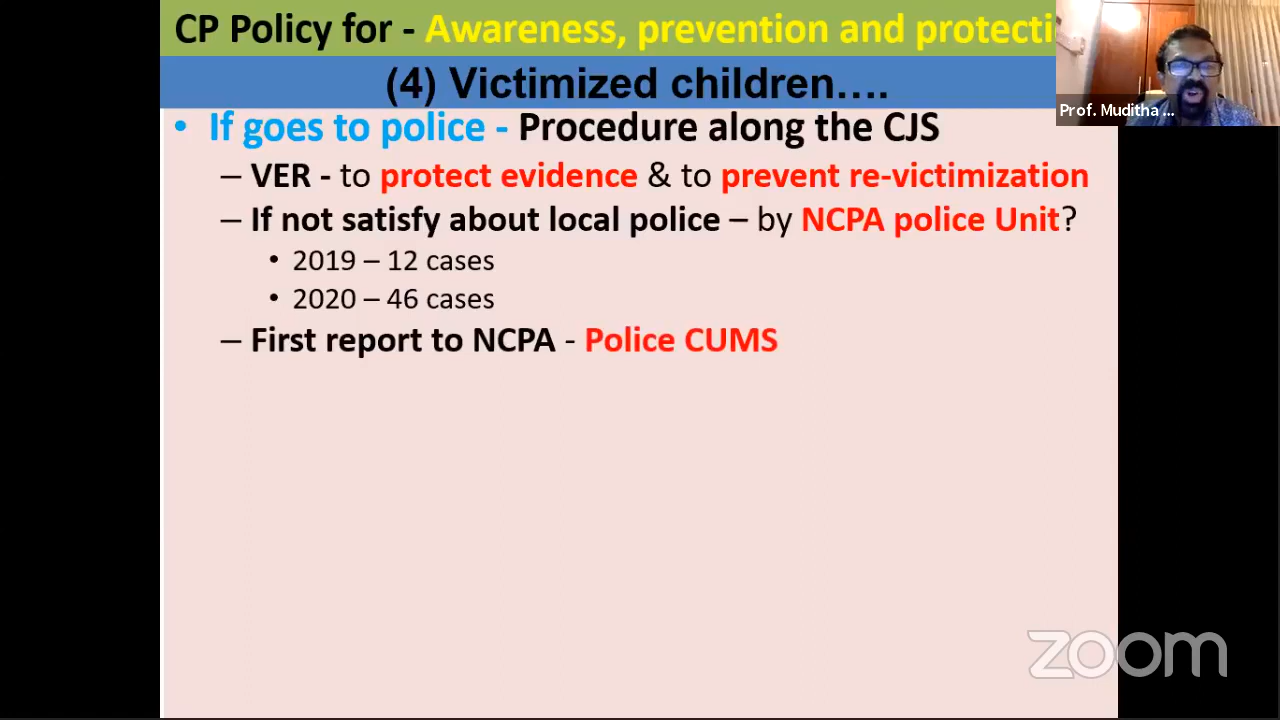 CP Policy for - Awareness, prevention and protecti
(4) Victimized children….
• If goes to police - Procedure along the CJS
– VER - to protect evidence & to prevent re-victimization
– If not satisfy about local police – by NCPA police Unit?
• 2019 – 12 cases
• 2020 – 46 cases
– First report to NCPA - Police CUMS
Prof. Muditha ...
zoom